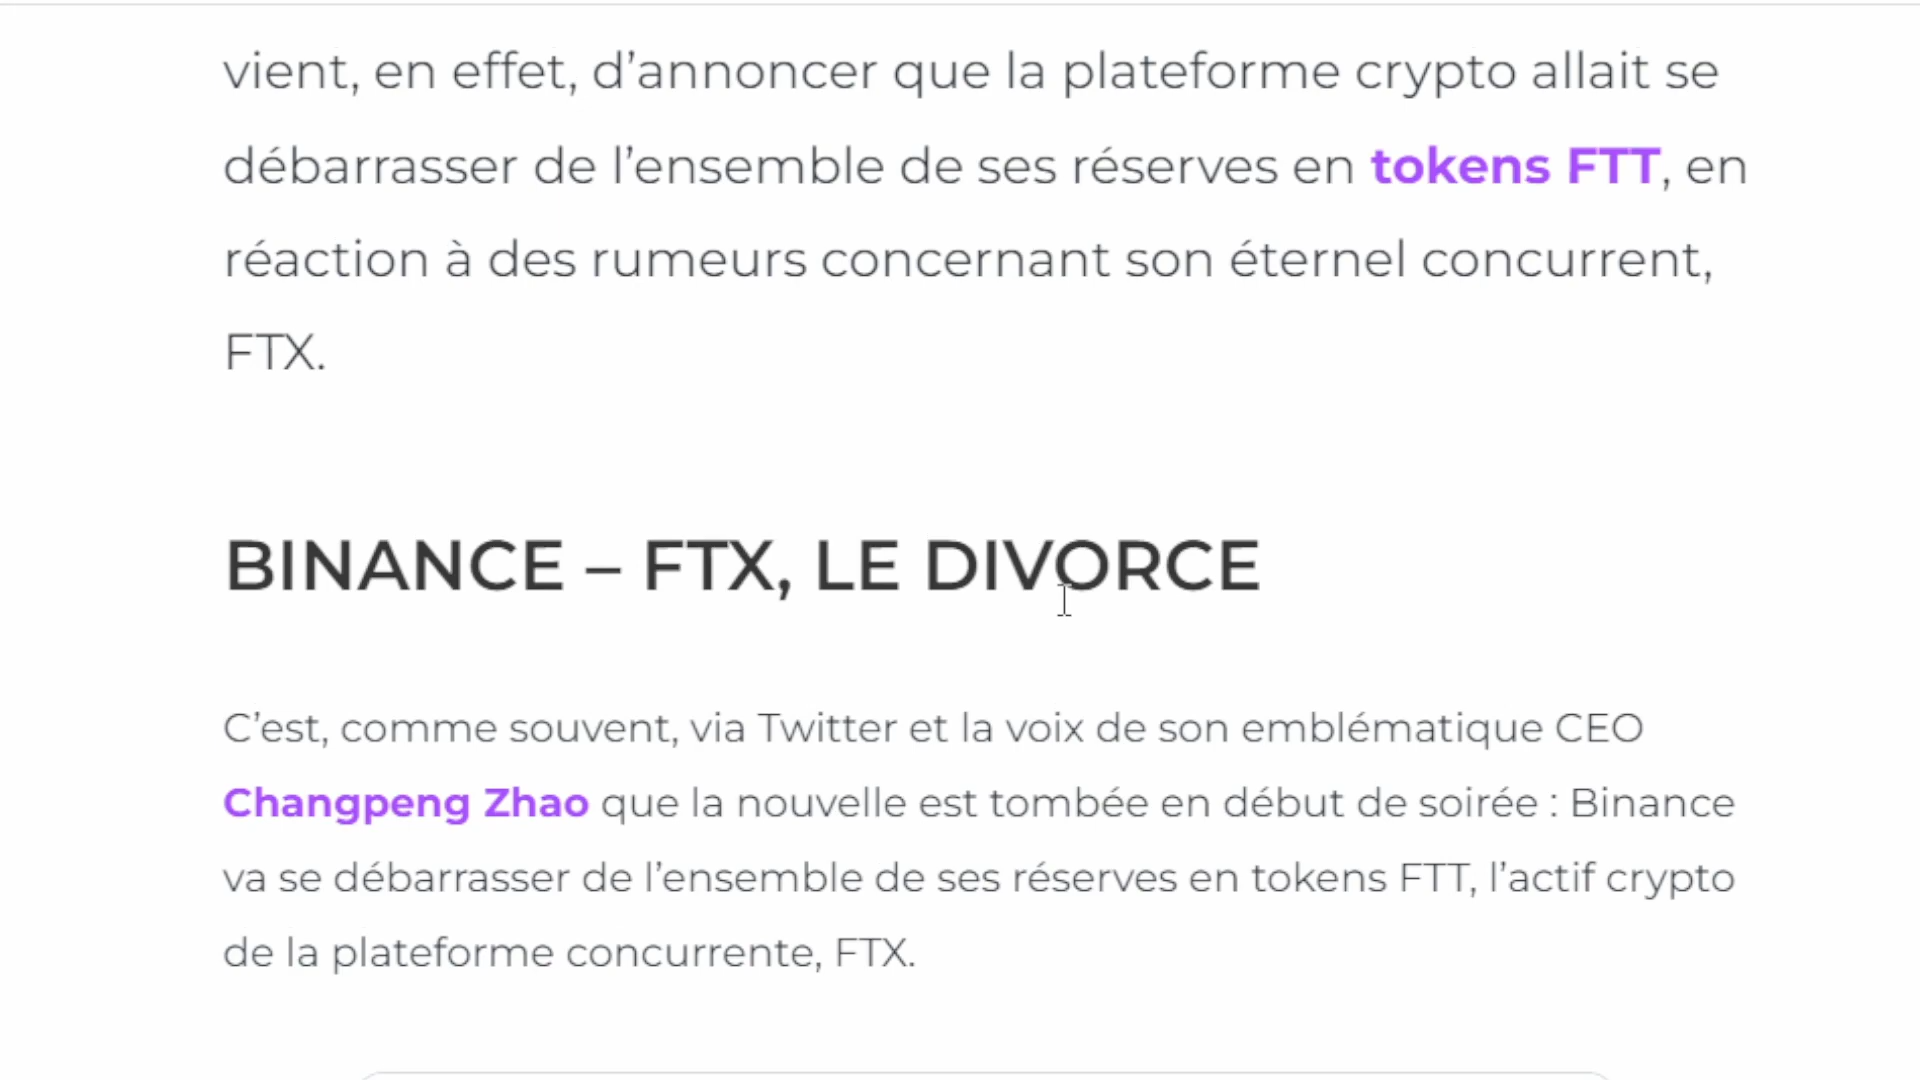 vient, en effet, d’annoncer que la plateforme crypto allait se
débarrasser de l’ensemble de ses réserves en tokens FTT, en
réaction à des rumeurs concernant son éternel concurrent,
FTX.
BINANCE – FTX, LE DIVORCE
C’est, comme souvent, via Twitter et la voix de son emblématique CEO
Changpeng Zhao que la nouvelle est tombée en début de soirée : Binance
va se débarrasser de l’ensemble de ses réserves en tokens FTT, l’actif crypto
de la plateforme concurrente, FTX.